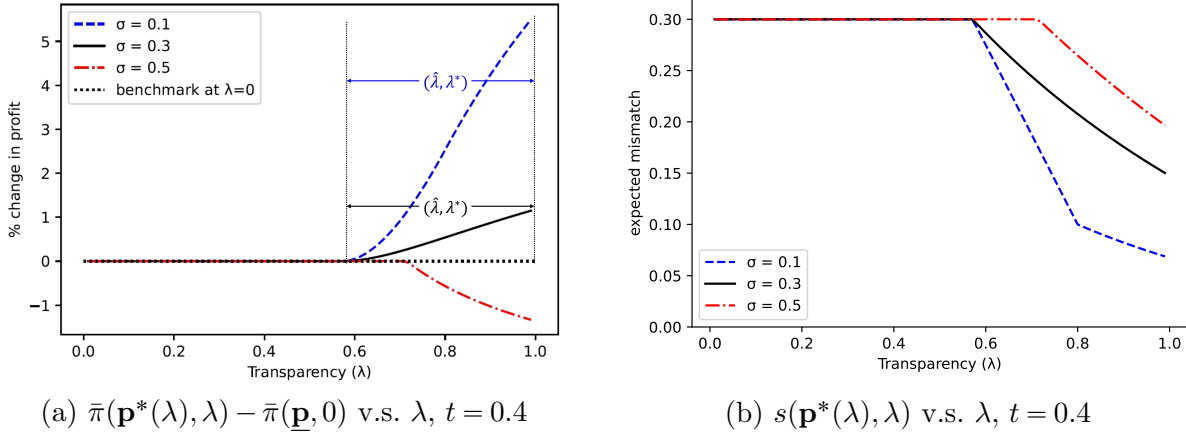 σ = 0.1
σ = 0.3
σ = 0.5
benchmark at λ=0
(λ̂, λ*)
(λ̂, λ*)
5
4
3
2
1
0
−1
% change in profit
0.0 0.2 0.4 0.6 0.8 1.0
Transparency (λ)
(a) π̄(p*(λ), λ) − π̄(p̲, 0) v.s. λ, t = 0.4
0.30
0.25
0.20
0.15
0.10
0.05
0.00
expected mismatch
σ = 0.1
σ = 0.3
σ = 0.5
0.0 0.2 0.4 0.6 0.8 1.0
Transparency (λ)
(b) s(p*(λ), λ) v.s. λ, t = 0.4